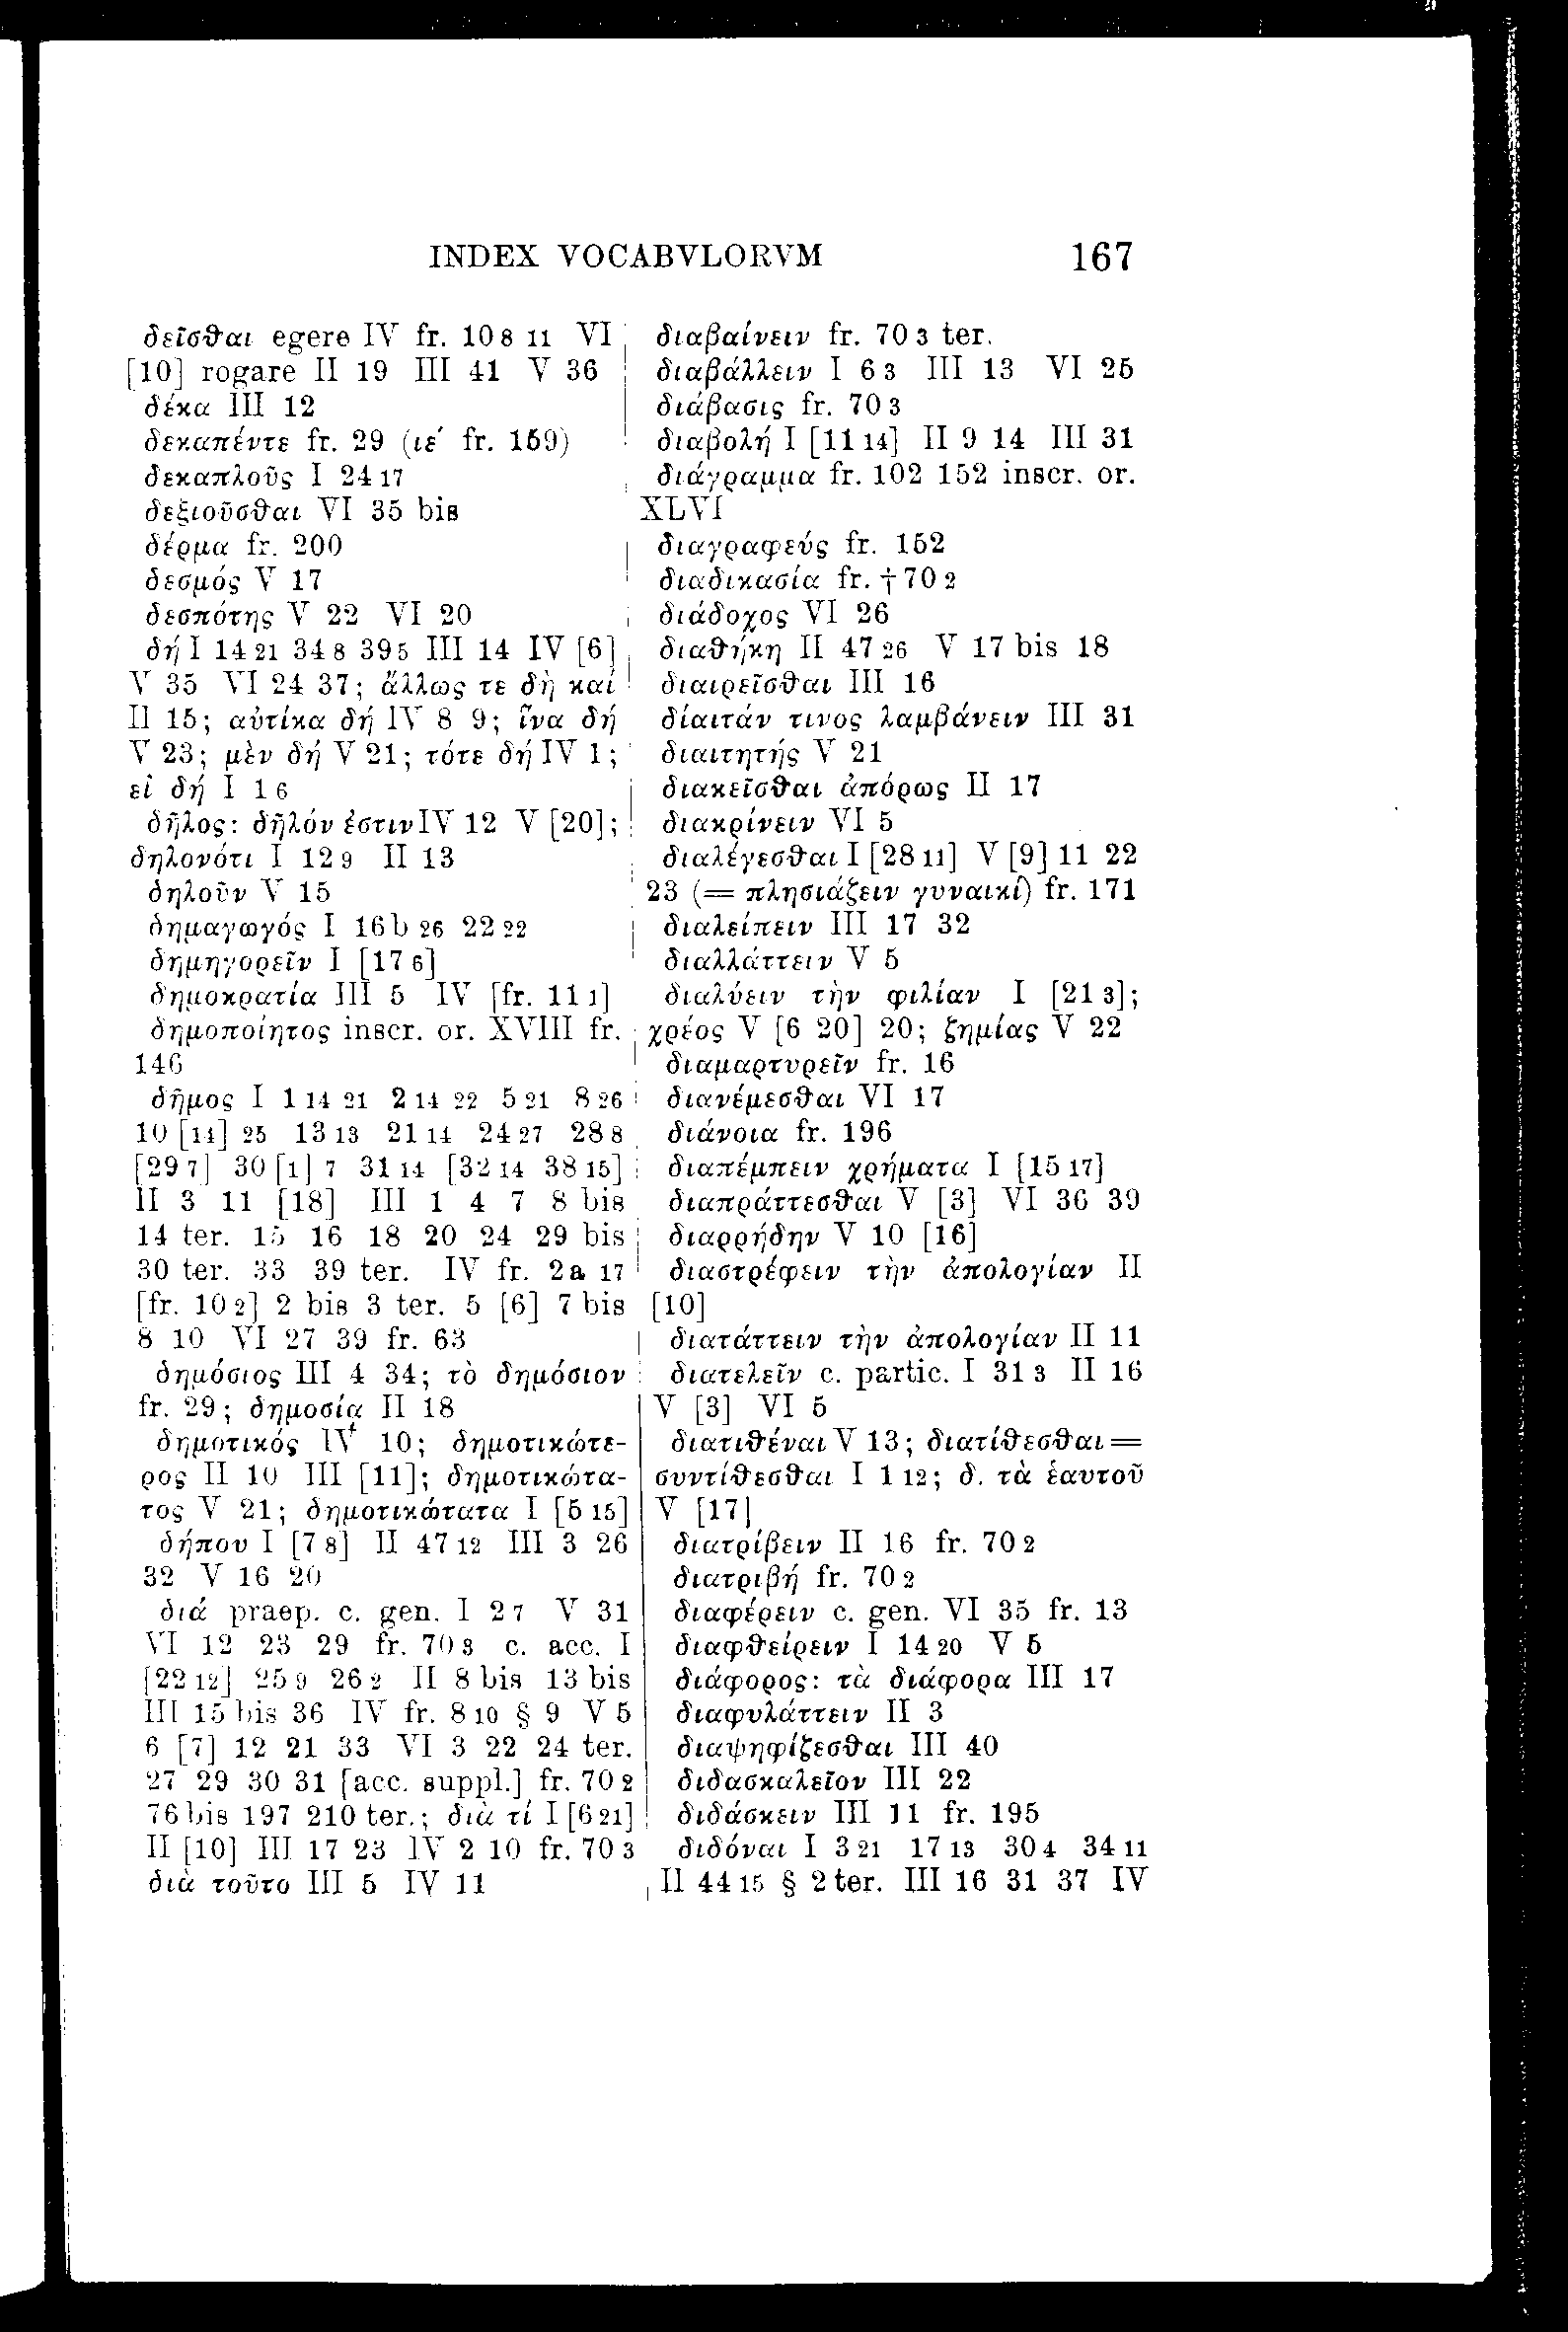 INDEX VOCABVLORVM 167
δεῖσθαι egere IV fr. 10 8 11 VI
[10] rogare II 19 III 41 V 36
δέκα III 12
δεκαπέντε fr. 29 (ιε΄ fr. 159)
δεκαπλοῦς I 24 17
δεξιοῦσθαι VI 35 bis
δέρμα fr. 200
δεσμός V 17
δεσπότης V 22 VI 20
δή I 14 21 34 8 39 5 III 14 IV [6]
V 35 VI 24 37; ἄλλως τε δὴ καί
II 15; αὐτίκα δή IV 8 9; ἵνα δή
V 23; μὲν δή V 21; τότε δή IV 1;
εἰ δή I 1 6
δῆλος: δῆλόν ἐστιν IV 12 V [20];
δηλονότι I 12 9 II 13
δηλοῦν V 15
δημαγωγός I 16b 26 22 22
δημηγορεῖν I [17 6]
δημοκρατία III 5 IV [fr. 11 1]
δημοποίητος inscr. or. XVIII fr.
146
δῆμος I 1 14 21 2 14 22 5 21 8 26
10 [14] 25 13 13 21 14 24 27 28 8
[29 7] 30 [1] 7 31 14 [32 14 38 15]
II 3 11 [18] III 1 4 7 8 bis
14 ter. 15 16 18 20 24 29 bis
30 ter. 33 39 ter. IV fr. 2a 17
[fr. 10 2] 2 bis 3 ter. 5 [6] 7 bis
8 10 VI 27 39 fr. 63
δημόσιος III 4 34; τὸ δημόσιον
fr. 29; δημοσίᾳ II 18
δημοτικός IV 10; δημοτικώτε-
ρος II 10 III [11]; δημοτικώτα-
τος V 21; δημοτικώτατα I [5 15]
δήπου I [7 8] II 47 12 III 3 26
32 V 16 20
διά praep. c. gen. I 2 7 V 31
VI 12 23 29 fr. 70 3 c. acc. I
[22 12] 25 9 26 2 II 8 bis 13 bis
III 15 bis 36 IV fr. 8 10 § 9 V 5
6 [7] 12 21 33 VI 3 22 24 ter.
27 29 30 31 [acc. suppl.] fr. 70 2
76 bis 197 210 ter.; διὰ τί I [6 21]
II [10] III 17 23 IV 2 10 fr. 70 3
διὰ τοῦτο III 5 IV 11
διαβαίνειν fr. 70 3 ter.
διαβάλλειν I 6 3 III 13 VI 25
διάβασις fr. 70 3
διαβολή I [11 14] II 9 14 III 31
διάγραμμα fr. 102 152 inscr. or.
XLVI
διαγραφεύς fr. 152
διαδικασία fr. † 70 2
διάδοχος VI 26
διαθήκη II 47 26 V 17 bis 18
διαιρεῖσθαι III 16
δίαιτάν τινος λαμβάνειν III 31
διαιτητής V 21
διακεῖσθαι ἀπόρως II 17
διακρίνειν VI 5
διαλέγεσθαι I [28 11] V [9] 11 22
23 (= πλησιάζειν γυναικί) fr. 171
διαλείπειν III 17 32
διαλλάττειν V 5
διαλύειν τὴν φιλίαν I [21 3];
χρέος V [6 20] 20; ζημίας V 22
διαμαρτυρεῖν fr. 16
διανέμεσθαι VI 17
διάνοια fr. 196
διαπέμπειν χρήματα I [15 17]
διαπράττεσθαι V [3] VI 36 39
διαρρήδην V 10 [16]
διαστρέφειν τὴν ἀπολογίαν II
[10]
διατάττειν τὴν ἀπολογίαν II 11
διατελεῖν c. partic. I 31 3 II 16
V [3] VI 5
διατιθέναι V 13; διατίθεσθαι =
συντίθεσθαι I 1 12; δ. τὰ ἑαυτοῦ
V [17]
διατρίβειν II 16 fr. 70 2
διατριβή fr. 70 2
διαφέρειν c. gen. VI 35 fr. 13
διαφθείρειν I 14 20 V 5
διάφορος: τὰ διάφορα III 17
διαφυλάττειν II 3
διαψηφίζεσθαι III 40
διδασκαλεῖον III 22
διδάσκειν III 11 fr. 195
διδόναι I 3 21 17 13 30 4 34 11
II 44 15 § 2 ter. III 16 31 37 IV